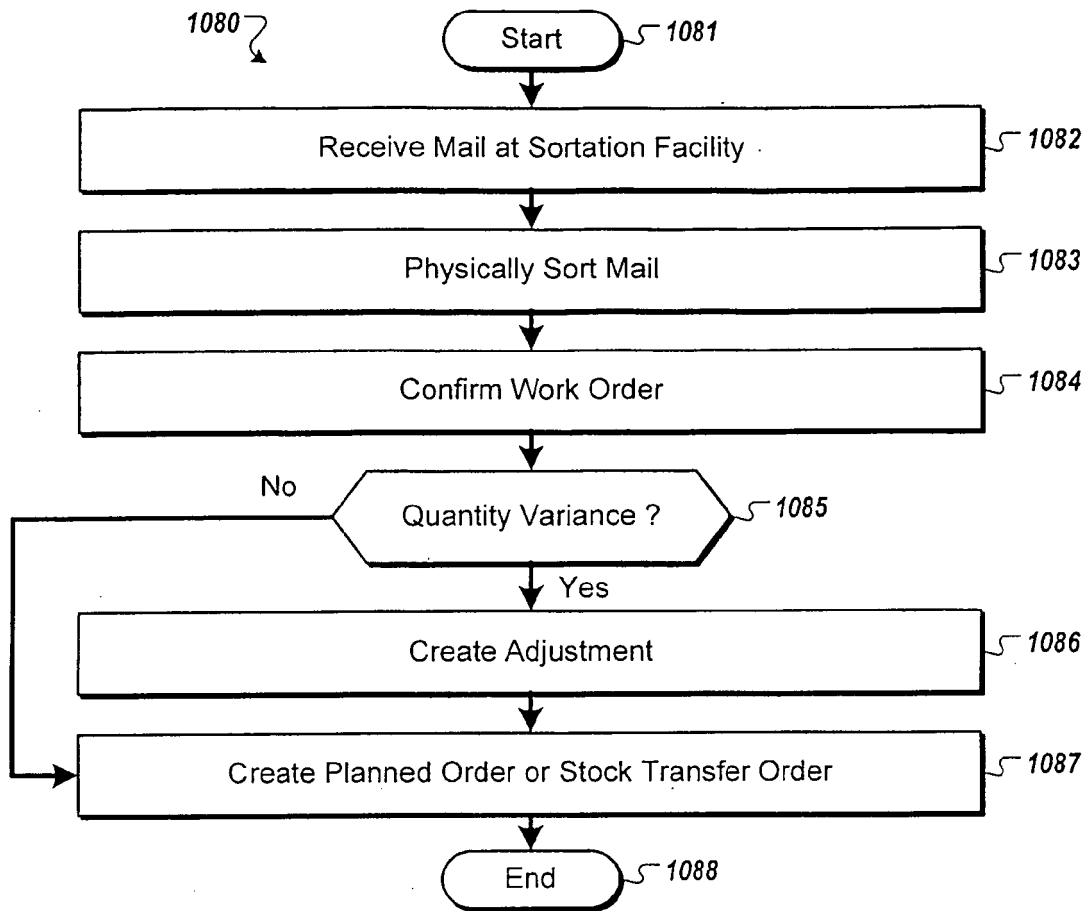 1080
Start
1081
Receive Mail at Sortation Facility
1082
Physically Sort Mail
1083
Confirm Work Order
1084
No
Quantity Variance ?
1085
Yes
Create Adjustment
1086
Create Planned Order or Stock Transfer Order
1087
End
1088